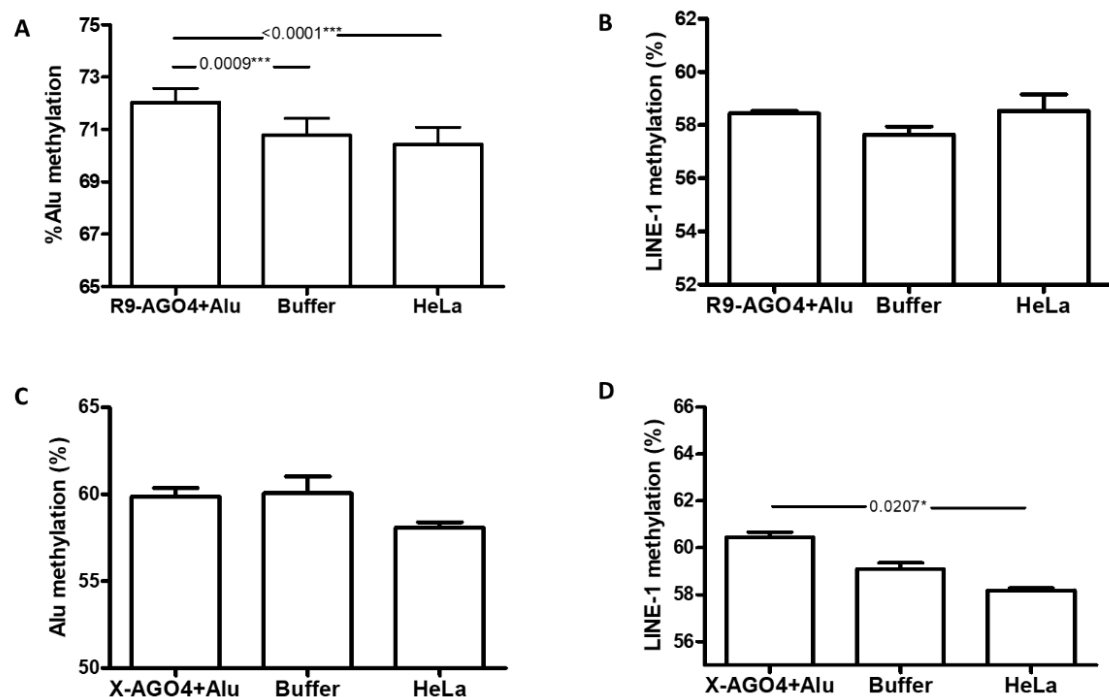 A
%Alu methylation
75
73
71
69
67
65
<0.0001***
0.0009***
R9-AGO4+Alu Buffer HeLa
B
LINE-1 methylation (%)
62
60
58
56
54
52
R9-AGO4+Alu Buffer HeLa
C
Alu methylation (%)
65
60
55
50
X-AGO4+Alu Buffer HeLa
D
LINE-1 methylation (%)
66
64
62
60
58
56
0.0207*
X-AGO4+Alu Buffer HeLa